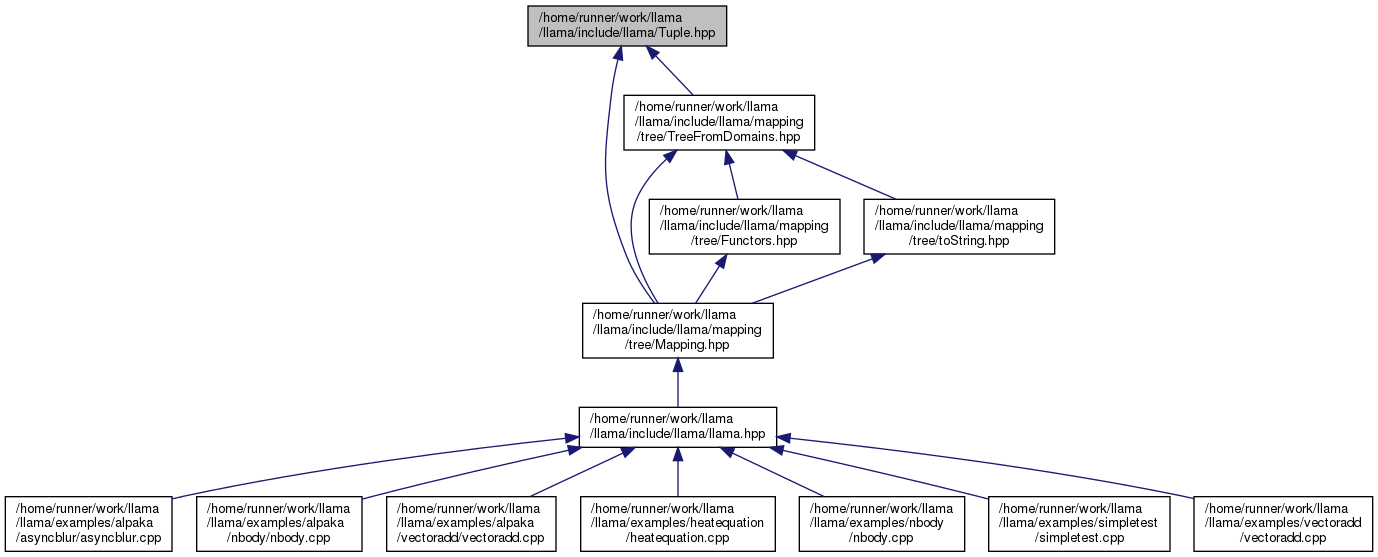 /home/runner/work/llama
/llama/include/llama/Tuple.hpp
/home/runner/work/llama
/llama/include/llama/mapping
/tree/TreeFromDomains.hpp
/home/runner/work/llama
/llama/include/llama/mapping
/tree/Functors.hpp
/home/runner/work/llama
/llama/include/llama/mapping
/tree/toString.hpp
/home/runner/work/llama
/llama/include/llama/mapping
/tree/Mapping.hpp
/home/runner/work/llama
/llama/include/llama/llama.hpp
/home/runner/work/llama
/llama/examples/alpaka
/asyncblur/asyncblur.cpp
/home/runner/work/llama
/llama/examples/alpaka
/nbody/nbody.cpp
/home/runner/work/llama
/llama/examples/alpaka
/vectoradd/vectoradd.cpp
/home/runner/work/llama
/llama/examples/heatequation
/heatequation.cpp
/home/runner/work/llama
/llama/examples/nbody
/nbody.cpp
/home/runner/work/llama
/llama/examples/simpletest
/simpletest.cpp
/home/runner/work/llama
/llama/examples/vectoradd
/vectoradd.cpp